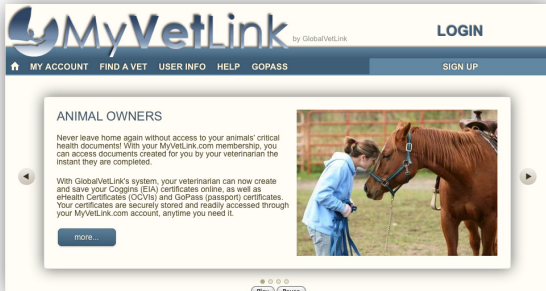 MyVetLink by GlobalVetLink
LOGIN
MY ACCOUNT FIND A VET USER INFO HELP GOPASS
SIGN UP
ANIMAL OWNERS
Never leave home again without access to your animals' critical
health documents! With your MyVetLink.com membership, you
can access documents created for you by your veterinarian the
instant they are completed.
With GlobalVetLink's system, your veterinarian can now create
and save your Coggins (EIA) certificates online, as well as
eHealth Certificates (OCVIs) and GoPass (passport) certificates.
Your certificates are securely stored and readily accessed through
your MyVetLink.com account, anytime you need it.
more...
Play Pause